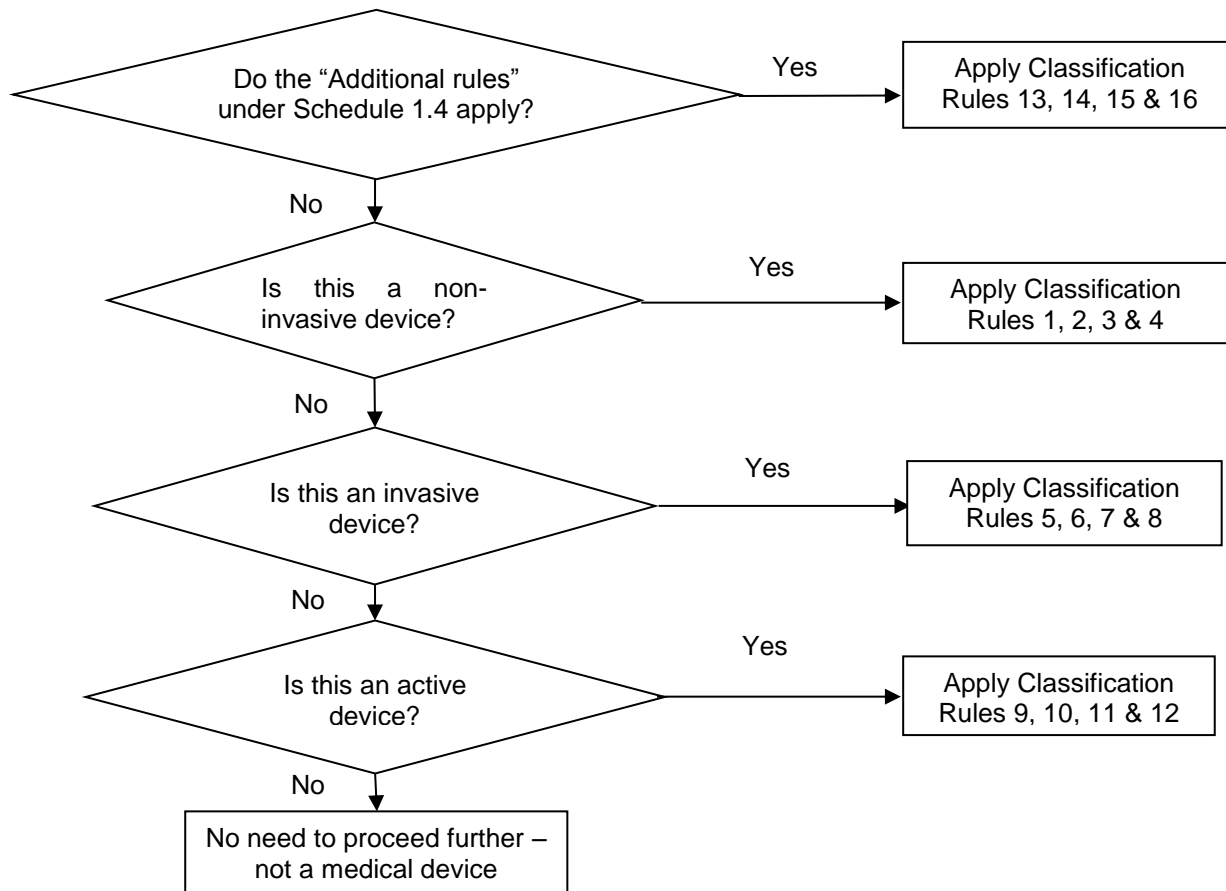 Do the “Additional rules”
under Schedule 1.4 apply?
Yes
Apply Classification
Rules 13, 14, 15 & 16
No
Is this a non-
invasive device?
Yes
Apply Classification
Rules 1, 2, 3 & 4
No
Is this an invasive
device?
Yes
Apply Classification
Rules 5, 6, 7 & 8
No
Is this an active
device?
Yes
Apply Classification
Rules 9, 10, 11 & 12
No
No need to proceed further –
not a medical device